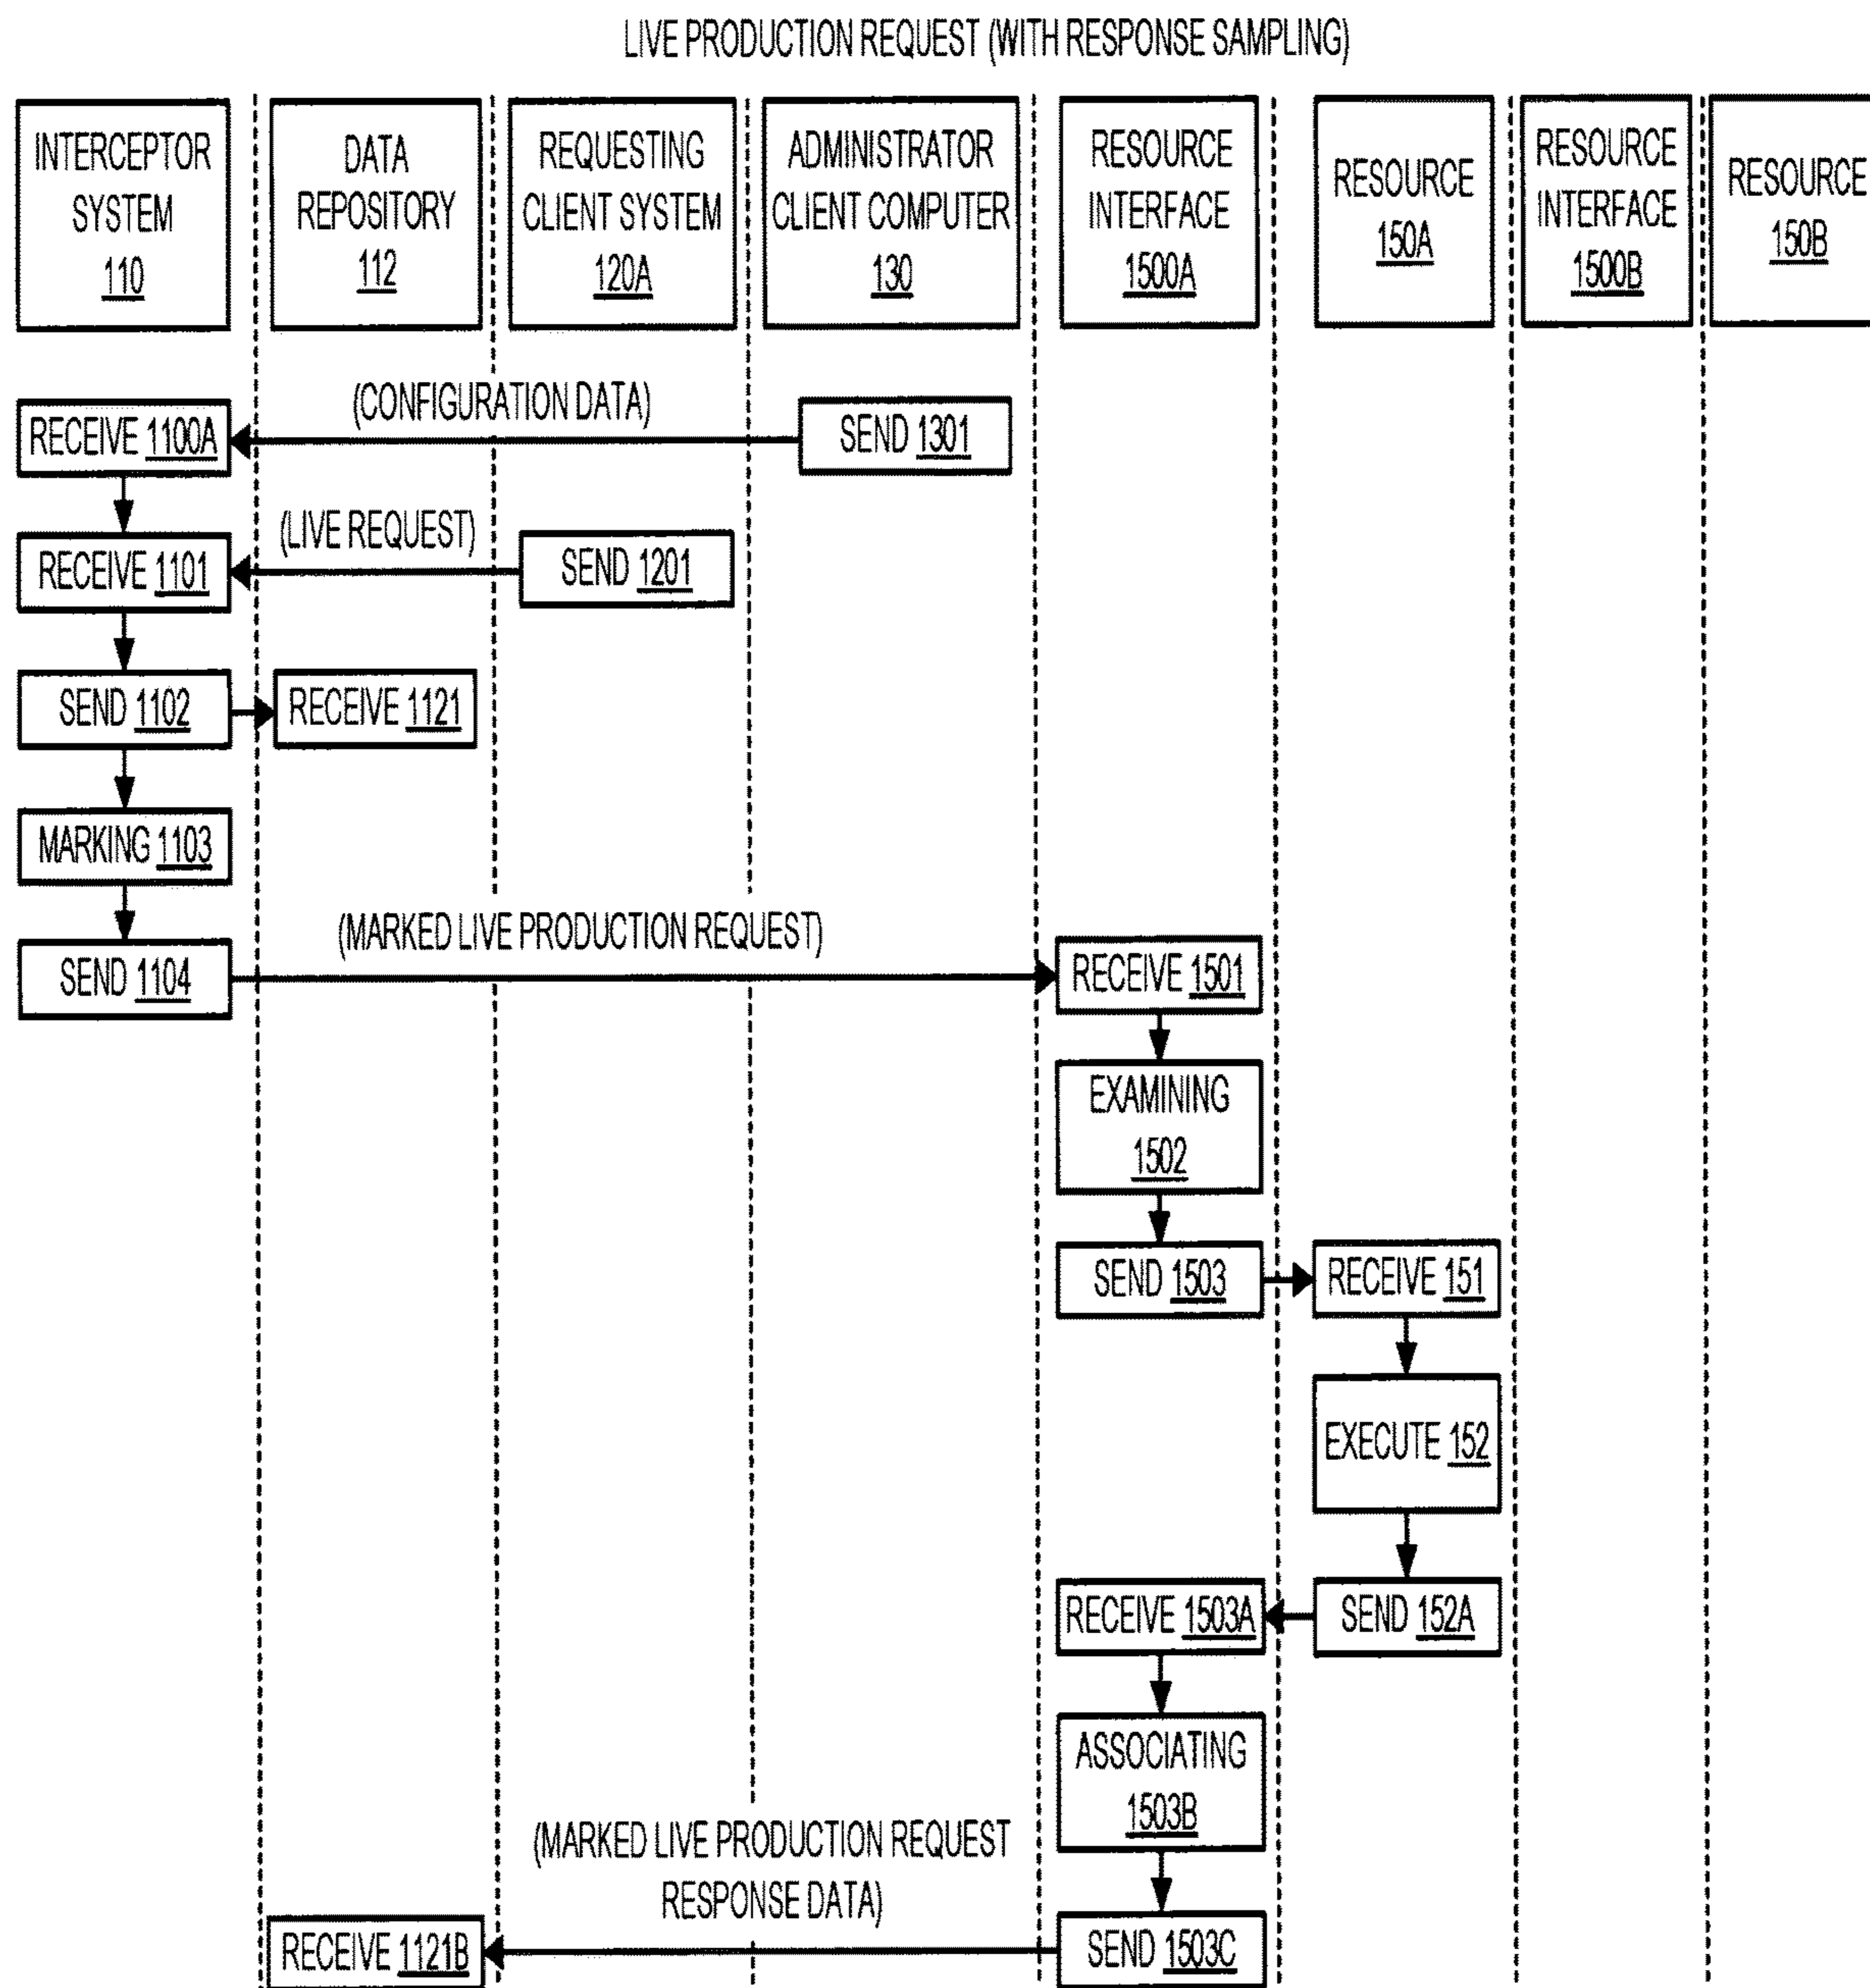 LIVE PRODUCTION REQUEST (WITH RESPONSE SAMPLING)
INTERCEPTOR
SYSTEM
110
DATA
REPOSITORY
112
REQUESTING
CLIENT SYSTEM
120A
ADMINISTRATOR
CLIENT COMPUTER
130
RESOURCE
INTERFACE
1500A
RESOURCE
150A
RESOURCE
INTERFACE
1500B
RESOURCE
150B
(CONFIGURATION DATA)
RECEIVE 1100A
SEND 1301
(LIVE REQUEST)
RECEIVE 1101
SEND 1201
SEND 1102
RECEIVE 1121
MARKING 1103
(MARKED LIVE PRODUCTION REQUEST)
SEND 1104
RECEIVE 1501
EXAMINING
1502
SEND 1503
RECEIVE 151
EXECUTE 152
RECEIVE 1503A
SEND 152A
ASSOCIATING
1503B
(MARKED LIVE PRODUCTION REQUEST
RESPONSE DATA)
RECEIVE 1121B
SEND 1503C